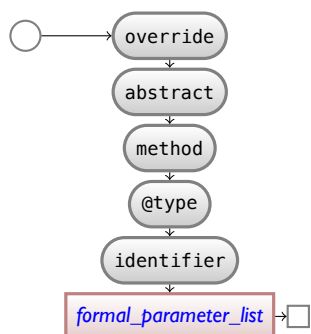 override
abstract
method
@type
identifier
formal_parameter_list